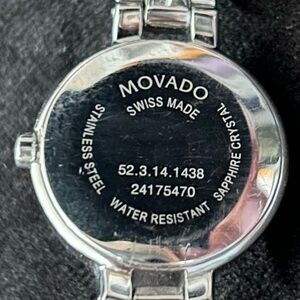 MOVADO
SWISS MADE
STAINLESS STEEL
52.3.14.1438
24175470
WATER RESISTANT
SAPPHIRE CRYSTAL